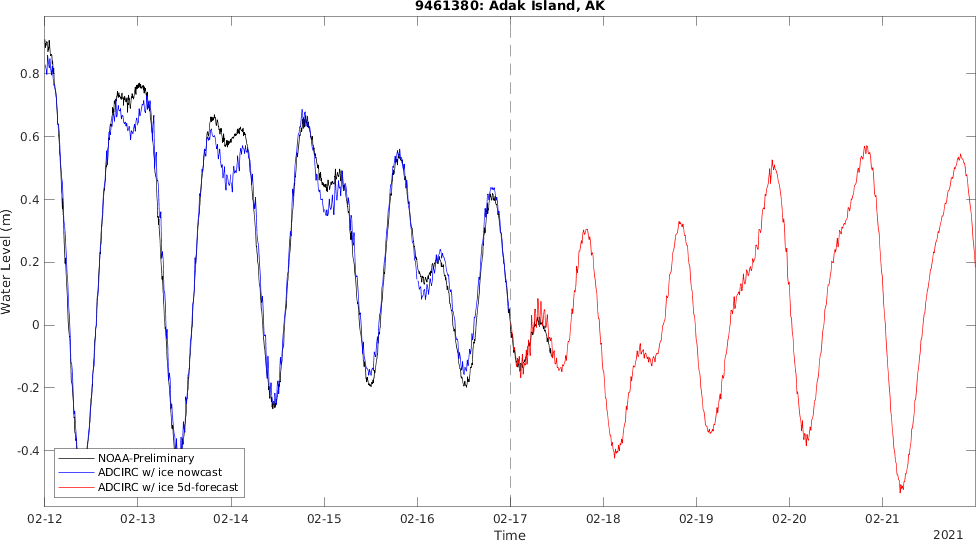 9461380: Adak Island, AK
0.8
0.6
0.4
0.2
0
-0.2
-0.4
Water Level (m)
NOAA-Preliminary
ADCIRC w/ ice nowcast
ADCIRC w/ ice 5d-forecast
02-12 02-13 02-14 02-15 02-16 02-17 02-18 02-19 02-20 02-21
Time
2021